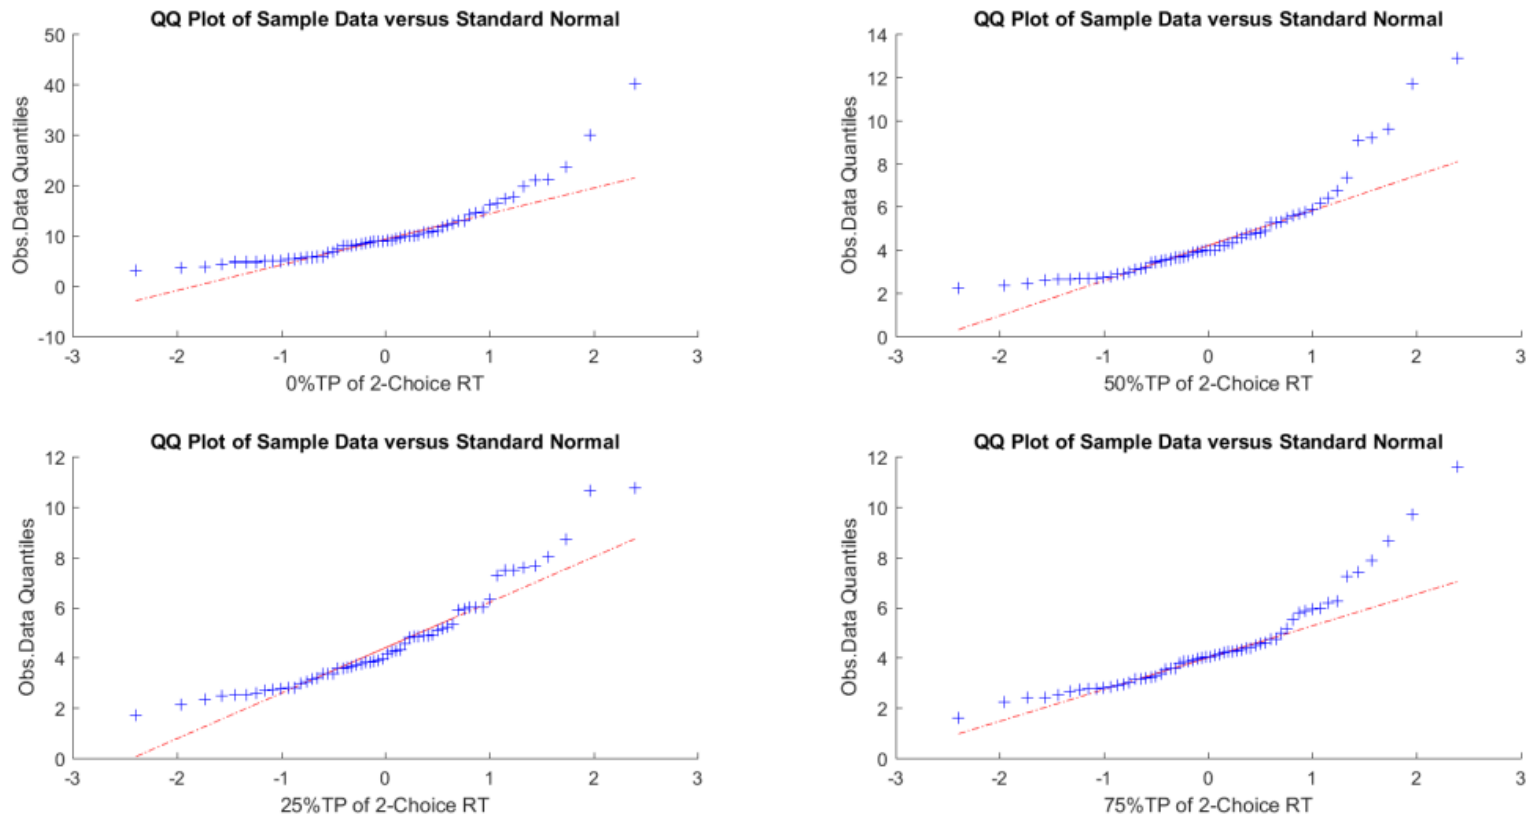 QQ Plot of Sample Data versus Standard Normal
50
40
30
20
10
0
-10
Obs.Data Quantiles
-3 -2 -1 0 1 2 3
0%TP of 2-Choice RT
QQ Plot of Sample Data versus Standard Normal
14
12
10
8
6
4
2
0
Obs.Data Quantiles
-3 -2 -1 0 1 2 3
50%TP of 2-Choice RT
QQ Plot of Sample Data versus Standard Normal
12
10
8
6
4
2
0
Obs.Data Quantiles
-3 -2 -1 0 1 2 3
25%TP of 2-Choice RT
QQ Plot of Sample Data versus Standard Normal
12
10
8
6
4
2
0
Obs.Data Quantiles
-3 -2 -1 0 1 2 3
75%TP of 2-Choice RT